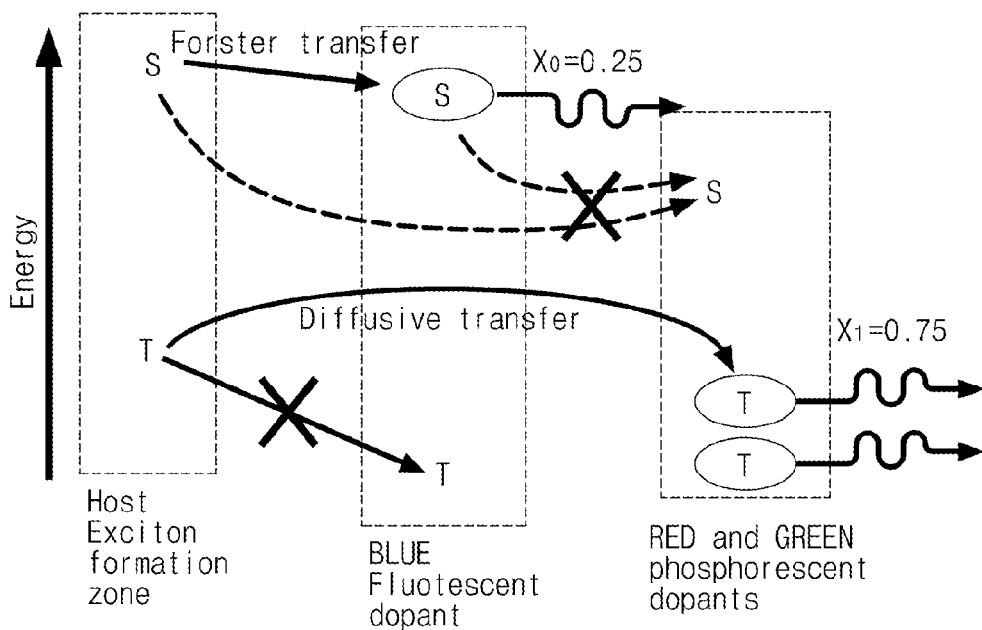 Forster transfer
S
S
X0=0.25
S
Energy
Diffusive transfer
X1=0.75
T
T
T
T
Host
Exciton
formation
zone
BLUE
Fluotescent
dopant
RED and GREEN
phosphorescent
dopants